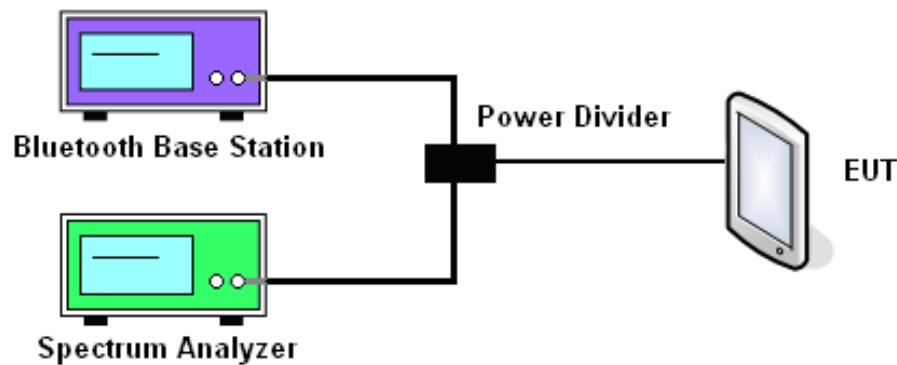 Bluetooth Base Station
Power Divider
EUT
Spectrum Analyzer